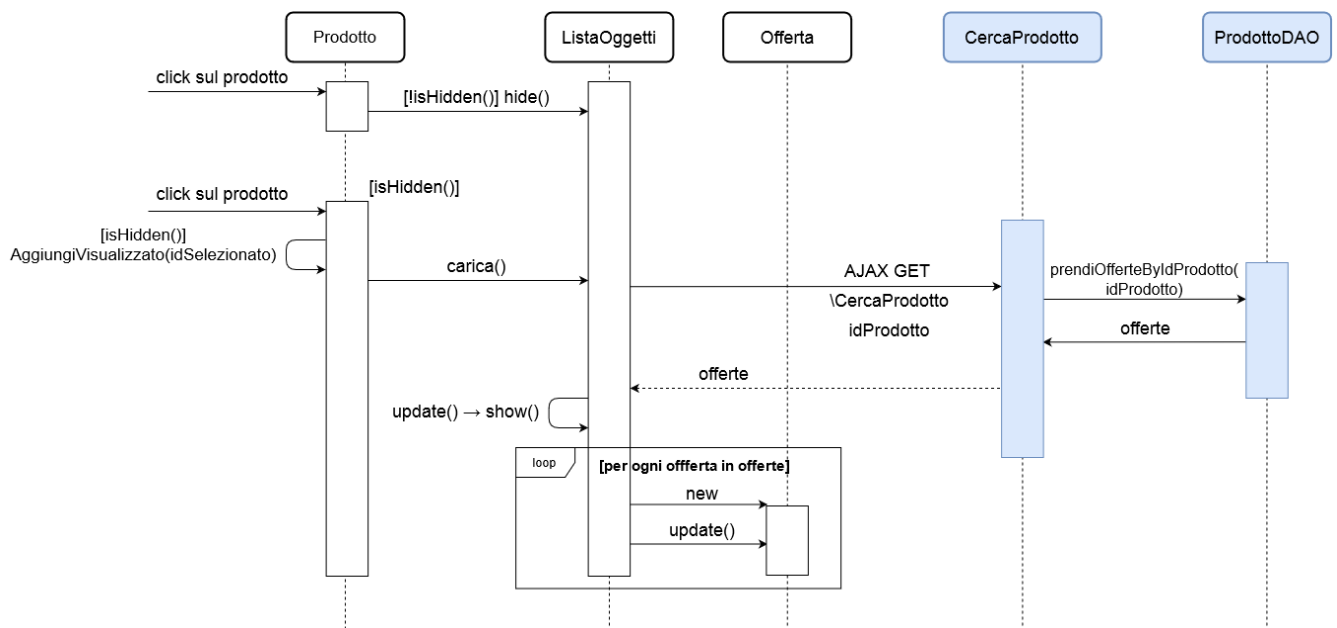 Prodotto
ListaOggetti
Offerta
CercaProdotto
ProdottoDAO
click sul prodotto
[!isHidden()] hide()
click sul prodotto
[isHidden()]
[isHidden()]
AggiungiVisualizzato(idSelezionato)
carica()
AJAX GET
\CercaProdotto
idProdotto
prendiOfferteByIdProdotto(
idProdotto)
offerte
offerte
update() → show()
loop
[per ogni offferta in offerte]
new
update()